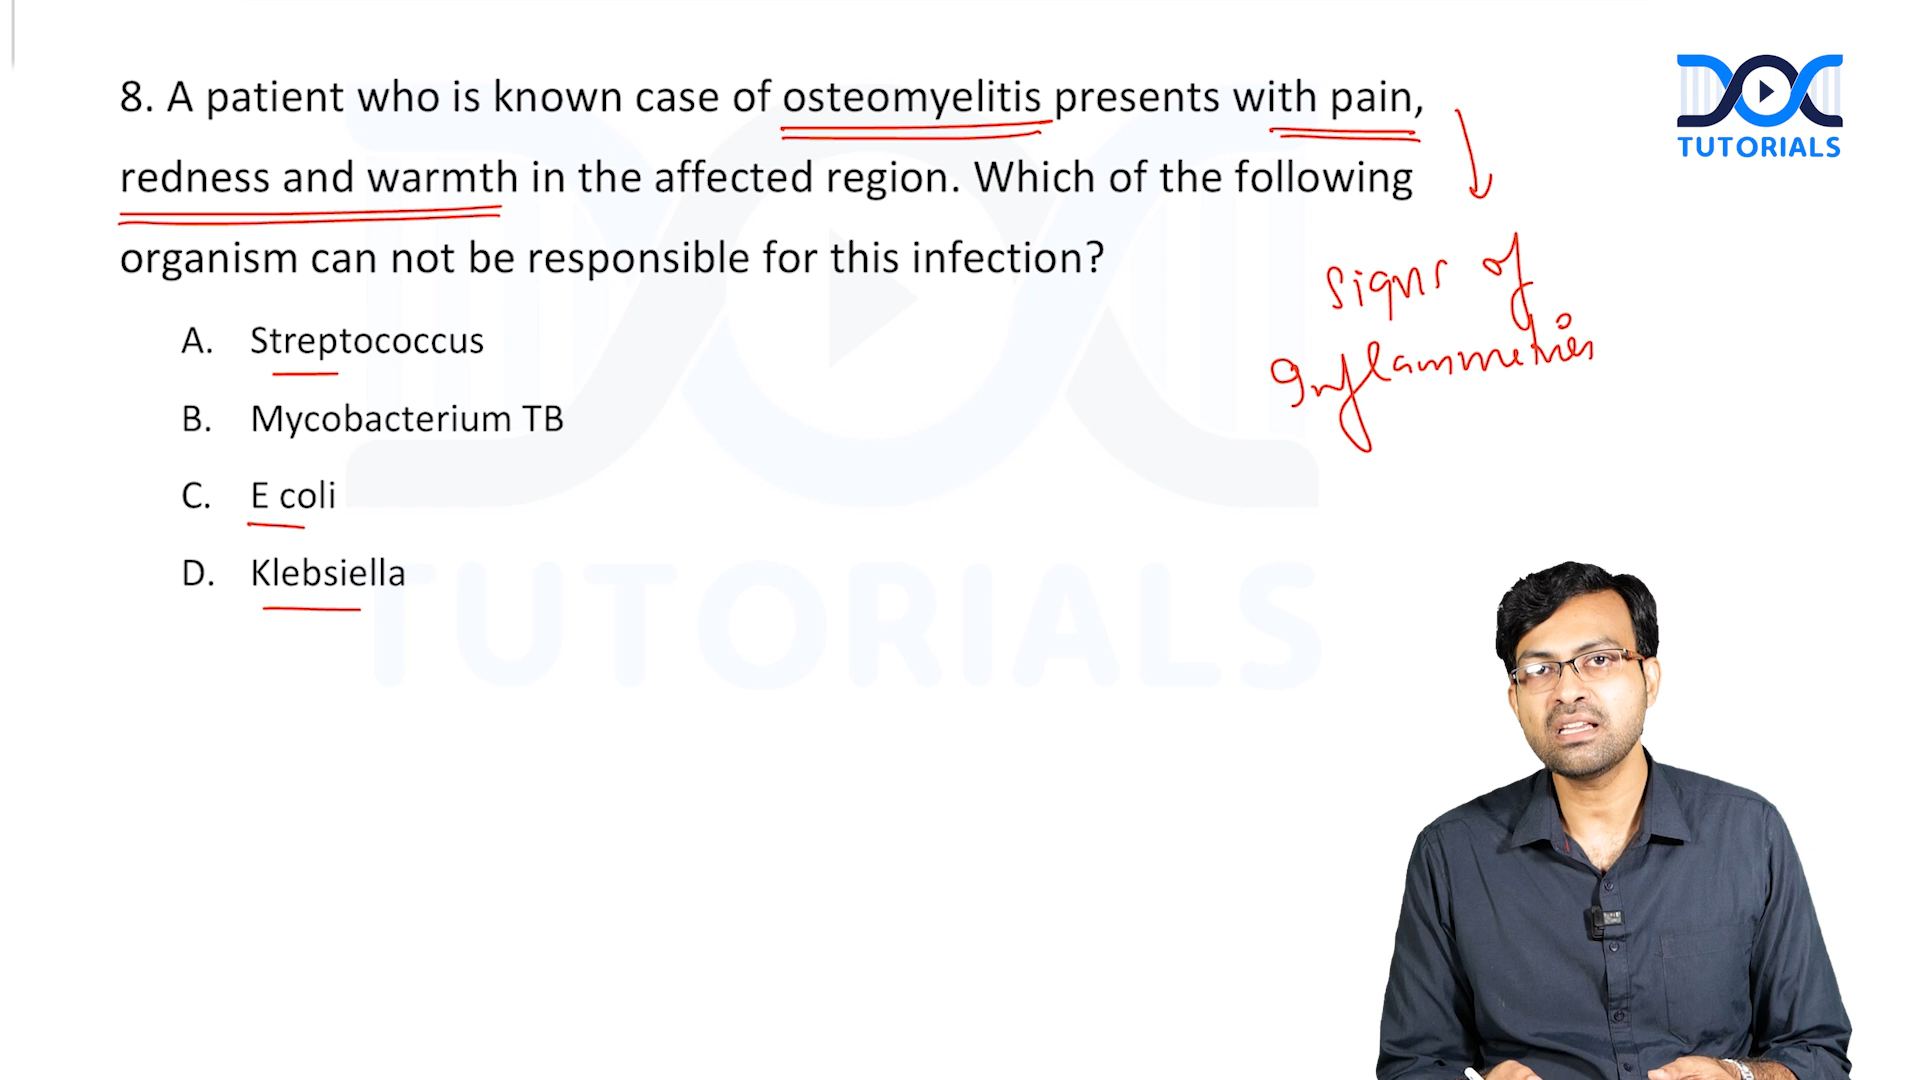 8. A patient who is known case of osteomyelitis presents with pain,
redness and warmth in the affected region. Which of the following
organism can not be responsible for this infection?
A. Streptococcus
B. Mycobacterium TB
C. E coli
D. Klebsiella
Signs of
Inflammation
DOC
TUTORIALS
TUTORIALS